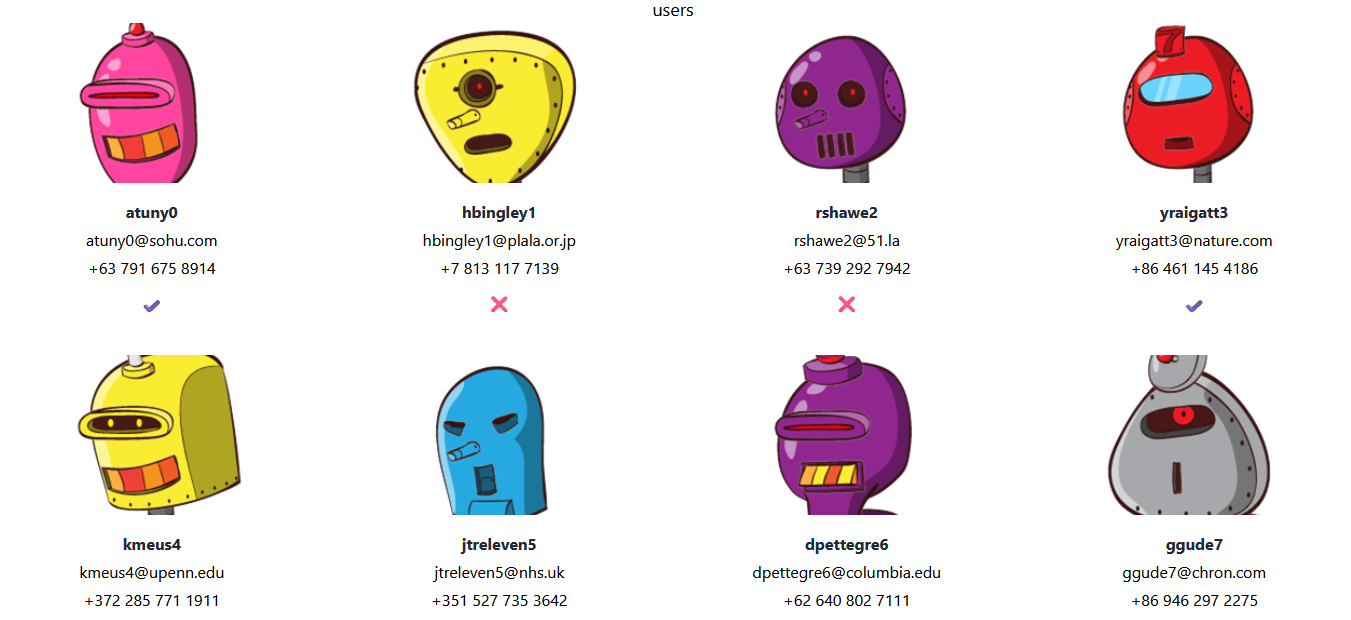 users
7
atuny0
atuny0@sohu.com
+63 791 675 8914
hbingley1
hbingley1@plala.or.jp
+7 813 117 7139
rshawe2
rshawe2@51.la
+63 739 292 7942
yraigatt3
yraigatt3@nature.com
+86 461 145 4186
kmeus4
kmeus4@upenn.edu
+372 285 771 1911
jtreleven5
jtreleven5@nhs.uk
+351 527 735 3642
dpettegre6
dpettegre6@columbia.edu
+62 640 802 7111
ggude7
ggude7@chron.com
+86 946 297 2275